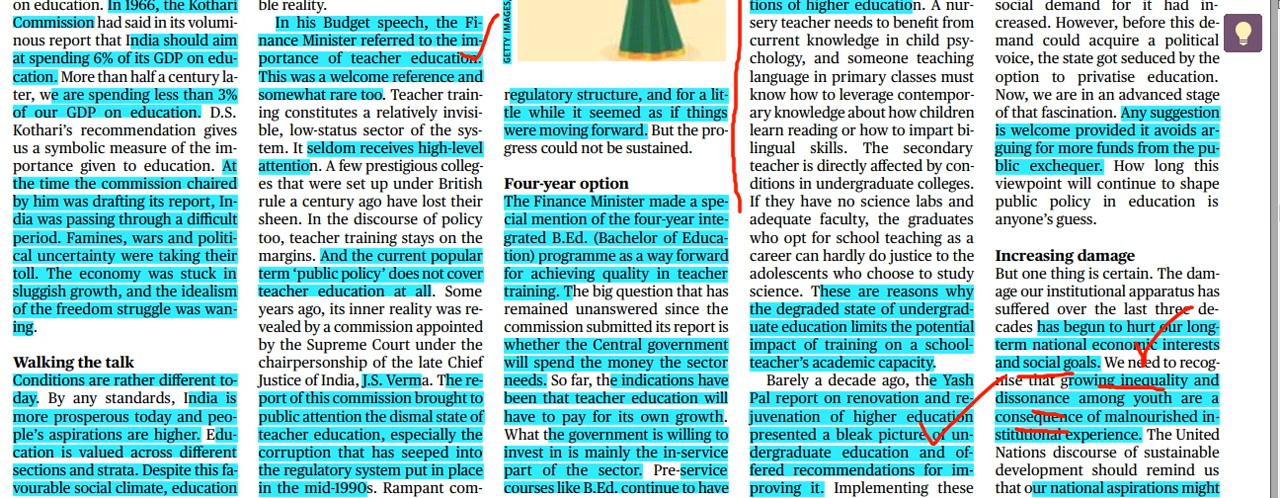 on education. In 1966, the Kothari
Commission had said in its volumi-
nous report that India should aim
at spending 6% of its GDP on edu-
cation. More than half a century la-
ter, we are spending less than 3%
of our GDP on education. D.S.
Kothari's recommendation gives
us a symbolic measure of the im-
portance given to education. At
the time the commission chaired
by him was drafting its report, In-
dia was passing through a difficult
period. Famines, wars and politi-
cal uncertainty were taking their
toll. The economy was stuck in
sluggish growth, and the idealism
of the freedom struggle was wan-
ing.
Walking the talk
Conditions are rather different to-
day. By any standards, India is
more prosperous today and peo-
ple's aspirations are higher. Edu-
cation is valued across different
sections and strata. Despite this fa-
vourable social climate, education
ble reality.
In his Budget speech, the Fi-
nance Minister referred to the im-
portance of teacher education.
This was a welcome reference and
somewhat rare too. Teacher train-
ing constitutes a relatively invisi-
ble, low-status sector of the sys-
tem. It seldom receives high-level
attention. A few prestigious colleg-
es that were set up under British
rule a century ago have lost their
sheen. In the discourse of policy
too, teacher training stays on the
margins. And the current popular
term 'public policy' does not cover
teacher education at all. Some
years ago, its inner reality was re-
vealed by a commission appointed
by the Supreme Court under the
chairpersonship of the late Chief
Justice of India, J.S. Verma. The re-
port of this commission brought to
public attention the dismal state of
teacher education, especially the
corruption that has seeped into
the regulatory system put in place
in the mid-1990s. Rampant com-
GETTY IMAGES
regulatory structure, and for a lit-
tle while it seemed as if things
were moving forward. But the pro-
gress could not be sustained.
Four-year option
The Finance Minister made a spe-
cial mention of the four-year inte-
grated B.Ed. (Bachelor of Educa-
tion) programme as a way forward
for achieving quality in teacher
training. The big question that has
remained unanswered since the
commission submitted its report is
whether the Central government
will spend the money the sector
needs. So far, the indications have
been that teacher education will
have to pay for its own growth.
What the government is willing to
invest in is mainly the in-service
part of the sector. Pre-service
courses like B.Ed. continue to have
tions of higher education. A nur-
sery teacher needs to benefit from
current knowledge in child psy-
chology, and someone teaching
language in primary classes must
know how to leverage contempor-
ary knowledge about how children
learn reading or how to impart bi-
lingual skills. The secondary
teacher is directly affected by con-
ditions in undergraduate colleges.
If they have no science labs and
adequate faculty, the graduates
who opt for school teaching as a
career can hardly do justice to the
adolescents who choose to study
science. These are reasons why
the degraded state of undergrad-
uate education limits the potential
impact of training on a school-
teacher's academic capacity.
Barely a decade ago, the Yash
Pal report on renovation and re-
juvenation of higher education
presented a bleak picture of un-
dergraduate education and of-
fered recommendations for im-
proving it. Implementing these
social demand for it had in-
creased. However, before this de-
mand could acquire a political
voice, the state got seduced by the
option to privatise education.
Now, we are in an advanced stage
of that fascination. Any suggestion
is welcome provided it avoids ar-
guing for more funds from the pu-
blic exchequer. How long this
viewpoint will continue to shape
public policy in education is
anyone's guess.
Increasing damage
But one thing is certain. The dam-
age our institutional apparatus has
suffered over the last three de-
cades has begun to hurt our long-
term national economic interests
and social goals. We need to recog-
nise that growing inequality and
dissonance among youth are a
consequence of malnourished in-
stitutional experience. The United
Nations discourse of sustainable
development should remind us
that our national aspirations might